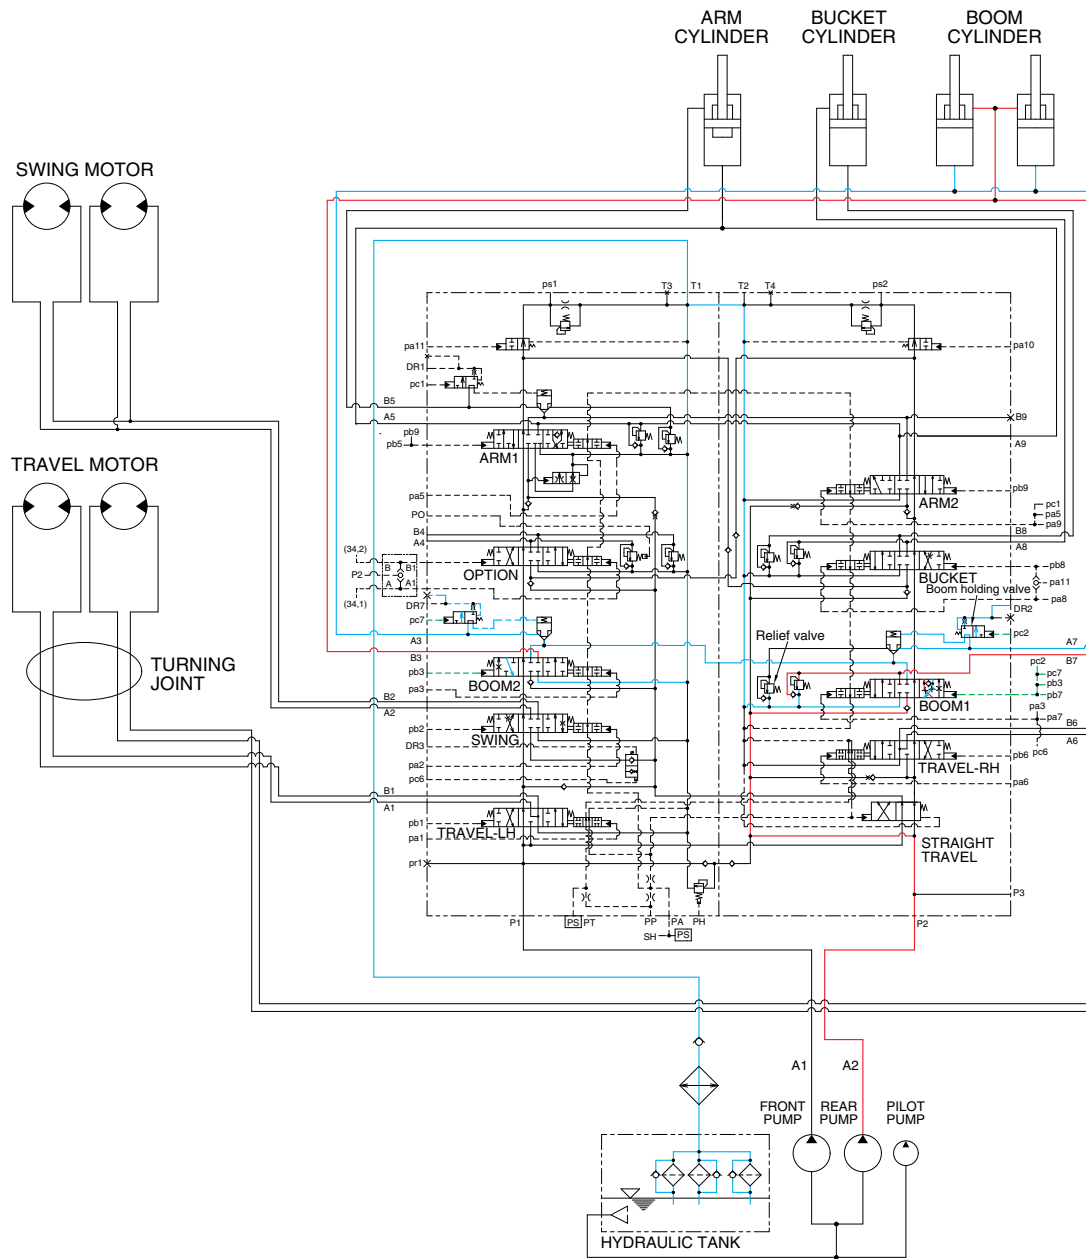 ARM
CYLINDER
BUCKET
CYLINDER
BOOM
CYLINDER
SWING MOTOR
TRAVEL MOTOR
TURNING
JOINT
ps1
T3
T1
T2
T4
ps2
pa11
DR1
pc1
B5
A5
pb9
pb5
ARM1
pa5
PO
B4
A4
(34,2)
B
B1
P2
A
A1
(34,1)
OPTION
DR7
pc7
A3
B3
pb3
BOOM2
pa3
B2
A2
pb2
SWING
DR3
pa2
pc6
B1
A1
pb1
TRAVEL-LH
pa1
pr1
pa10
B9
A9
pb9
ARM2
pc1
pa5
pa9
B8
A8
pb8
BUCKET
pa11
Boom holding valve
pa8
DR2
pc2
Relief valve
A7
B7
pc2
pc7
pb3
pb7
BOOM1
pa3
pa7
B6
A6
pb6
pc6
TRAVEL-RH
pa6
STRAIGHT
TRAVEL
P3
P1
PS
PT
PP
PA
PH
P2
SH
PS
A1
A2
FRONT
PUMP
REAR
PUMP
PILOT
PUMP
HYDRAULIC TANK